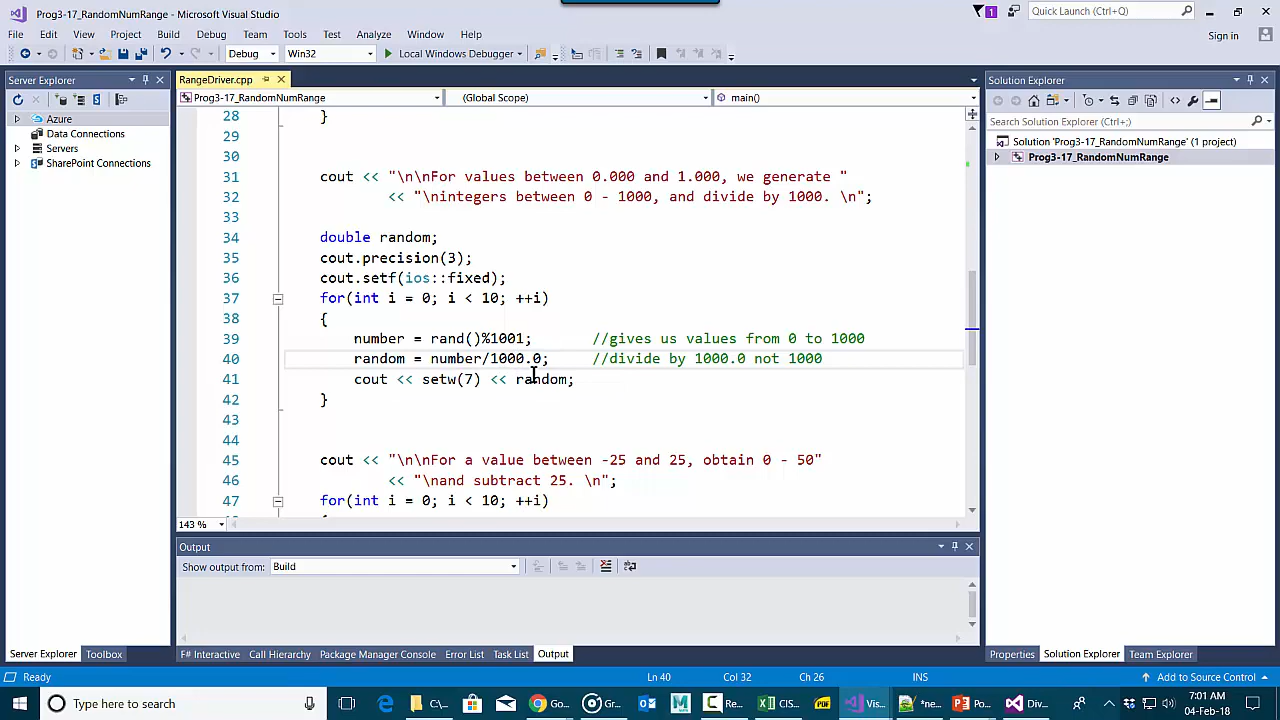 Prog3-17_RandomNumRange - Microsoft Visual Studio
1
Quick Launch (Ctrl+Q)
File Edit View Project Build Debug Team Tools Test Analyze Window Help
Sign in
Debug Win32 Local Windows Debugger
Server Explorer
RangeDriver.cpp
Solution Explorer
Prog3-17_RandomNumRange (Global Scope) main()
Azure
Data Connections
Servers
SharePoint Connections
Search Solution Explorer (Ctrl+;)
Solution 'Prog3-17_RandomNumRange' (1 project)
Prog3-17_RandomNumRange
28 }
29
30
31 cout << "\n\nFor values between 0.000 and 1.000, we generate "
32 << "\nintegers between 0 - 1000, and divide by 1000. \n";
33
34 double random;
35 cout.precision(3);
36 cout.setf(ios::fixed);
37 for(int i = 0; i < 10; ++i)
38 {
39 number = rand()%1001; //gives us values from 0 to 1000
40 random = number/1000.0; //divide by 1000.0 not 1000
41 cout << setw(7) << random;
42 }
43
44
45 cout << "\n\nFor a value between -25 and 25, obtain 0 - 50"
46 << "\nand subtract 25. \n";
47 for(int i = 0; i < 10; ++i)
143 %
Output
Show output from: Build
Server Explorer Toolbox
F# Interactive Call Hierarchy Package Manager Console Error List Task List Output
Properties Solution Explorer Team Explorer
Ready
Ln 40 Col 32 Ch 26 INS
Add to Source Control
Type here to search
C:\... Go... Gr... Re... CIS... Vis... *ne... Po... Div...
7:01 AM
04-Feb-18